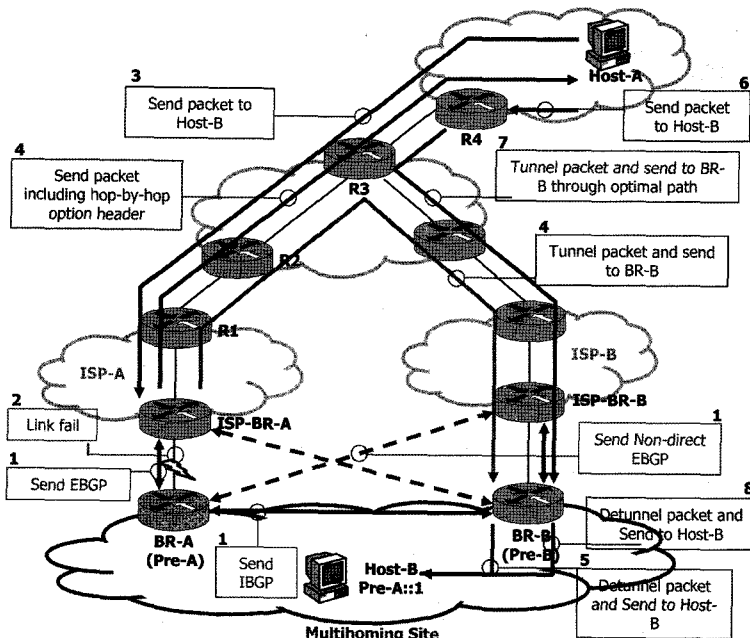 Host-A
3
Send packet to
Host-B
6
Send packet
to Host-B
R4
4
Send packet
including hop-by-hop
option header
R3
7
Tunnel packet and send to BR-
B through optimal path
4
Tunnel packet and send
to BR-B
R2
R1
ISP-A
ISP-B
2
Link fail
ISP-BR-A
ISP-BR-B
1
Send EBGP
1
Send Non-direct
EBGP
BR-A
(Pre-A)
BR-B
(Pre-B)
8
Detunnel packet and
Send to Host-B
1
Send
IBGP
Host-B
Pre-A::1
5
Detunnel packet
and Send to Host-
B
Multihoming Site